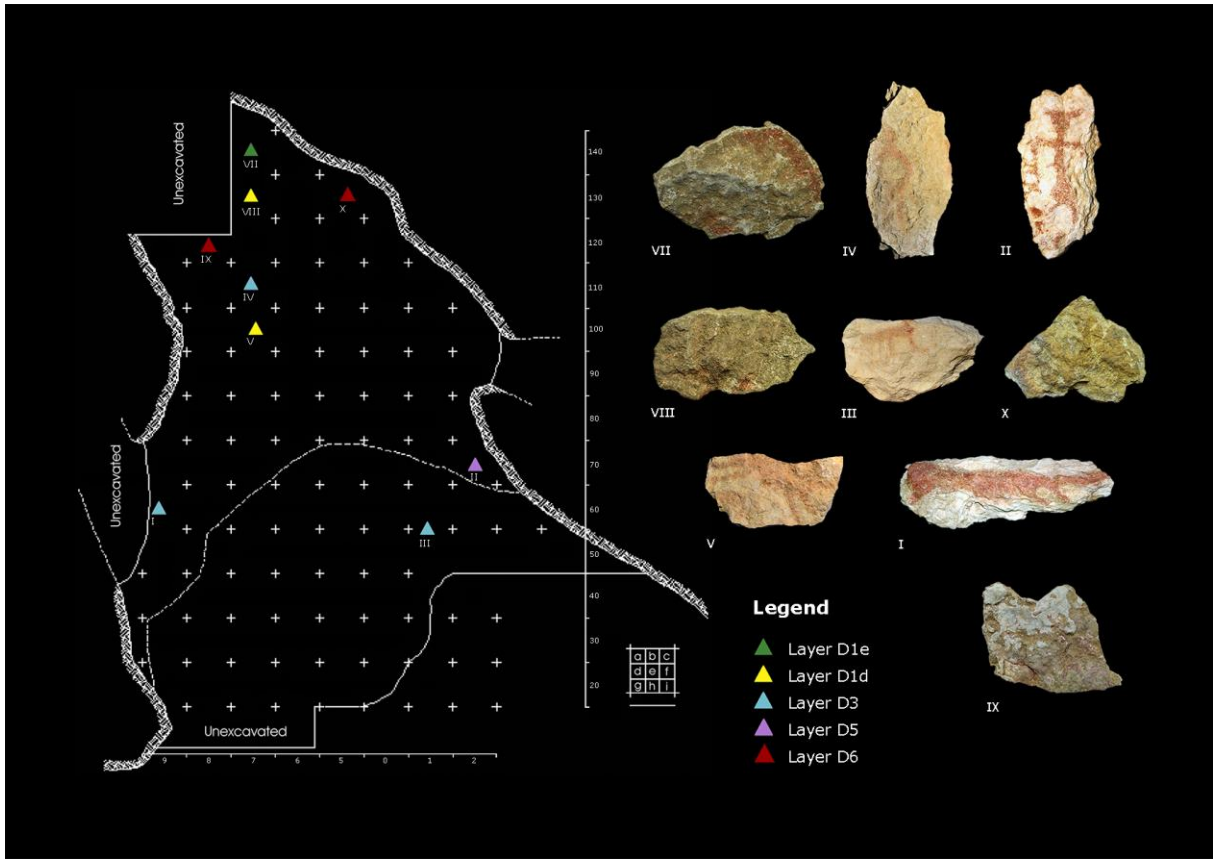 Unexcavated
VII
VIII
X
IX
IV
V
Unexcavated
II
I
III
Unexcavated
140
130
120
110
100
90
80
70
60
50
40
30
20
9 8 7 6 5 0 1 2
a b c
d e f
g h i
VII IV II
VIII III X
V I
IX
Legend
Layer D1e
Layer D1d
Layer D3
Layer D5
Layer D6